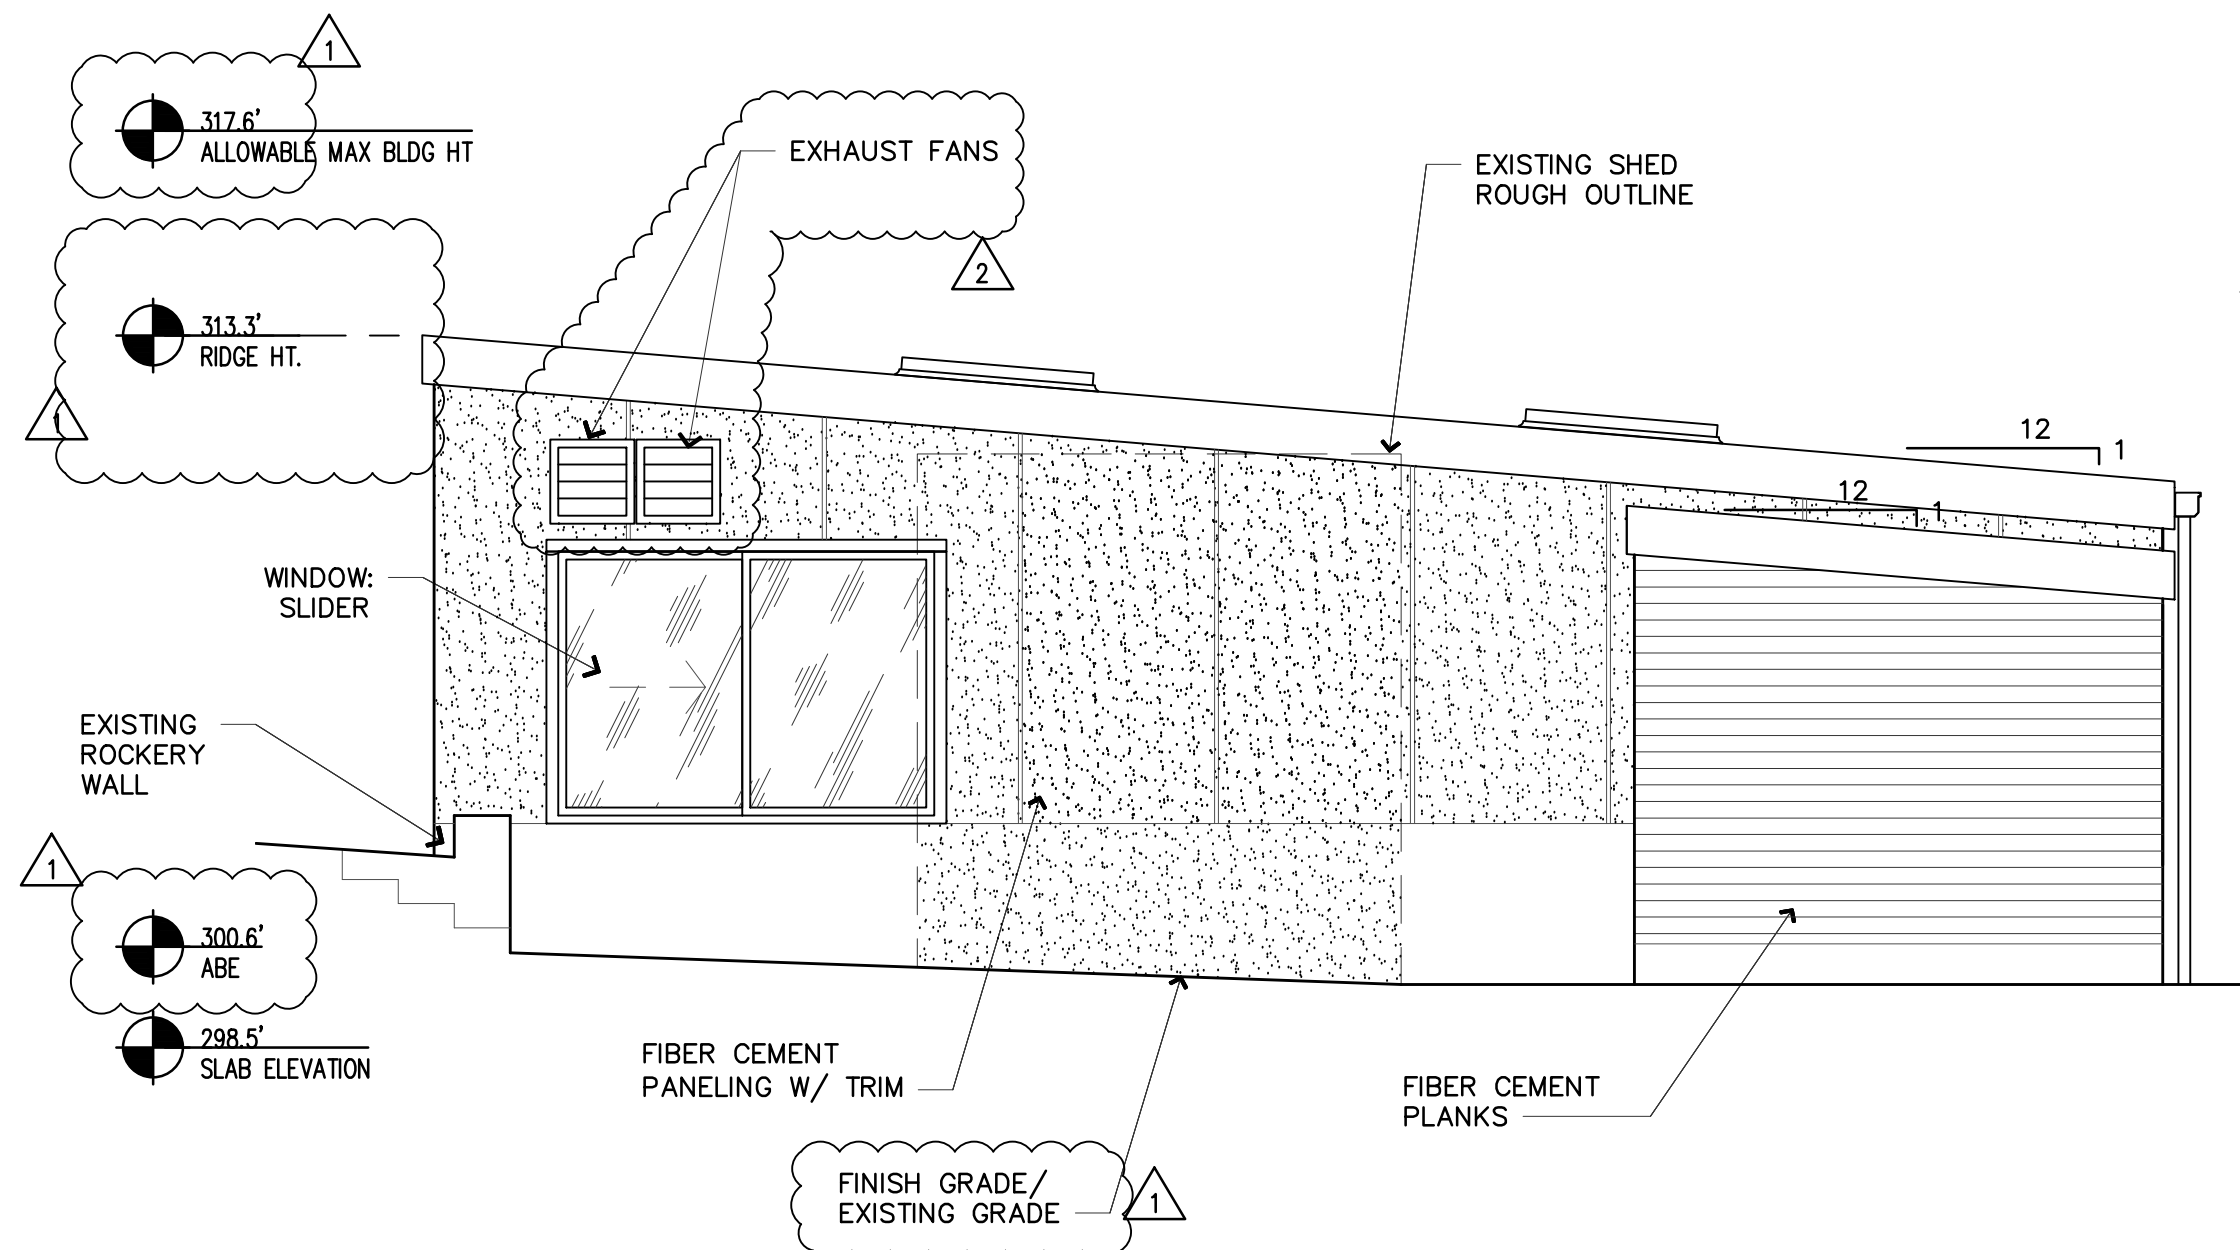 1
317.6'
ALLOWABLE MAX BLDG HT
EXHAUST FANS
2
EXISTING SHED
ROUGH OUTLINE
313.3'
RIDGE HT.
1
12
1
12
1
WINDOW:
SLIDER
EXISTING
ROCKERY
WALL
1
300.6'
ABE
298.5'
SLAB ELEVATION
FIBER CEMENT
PANELING W/ TRIM
FIBER CEMENT
PLANKS
FINISH GRADE/
EXISTING GRADE
1